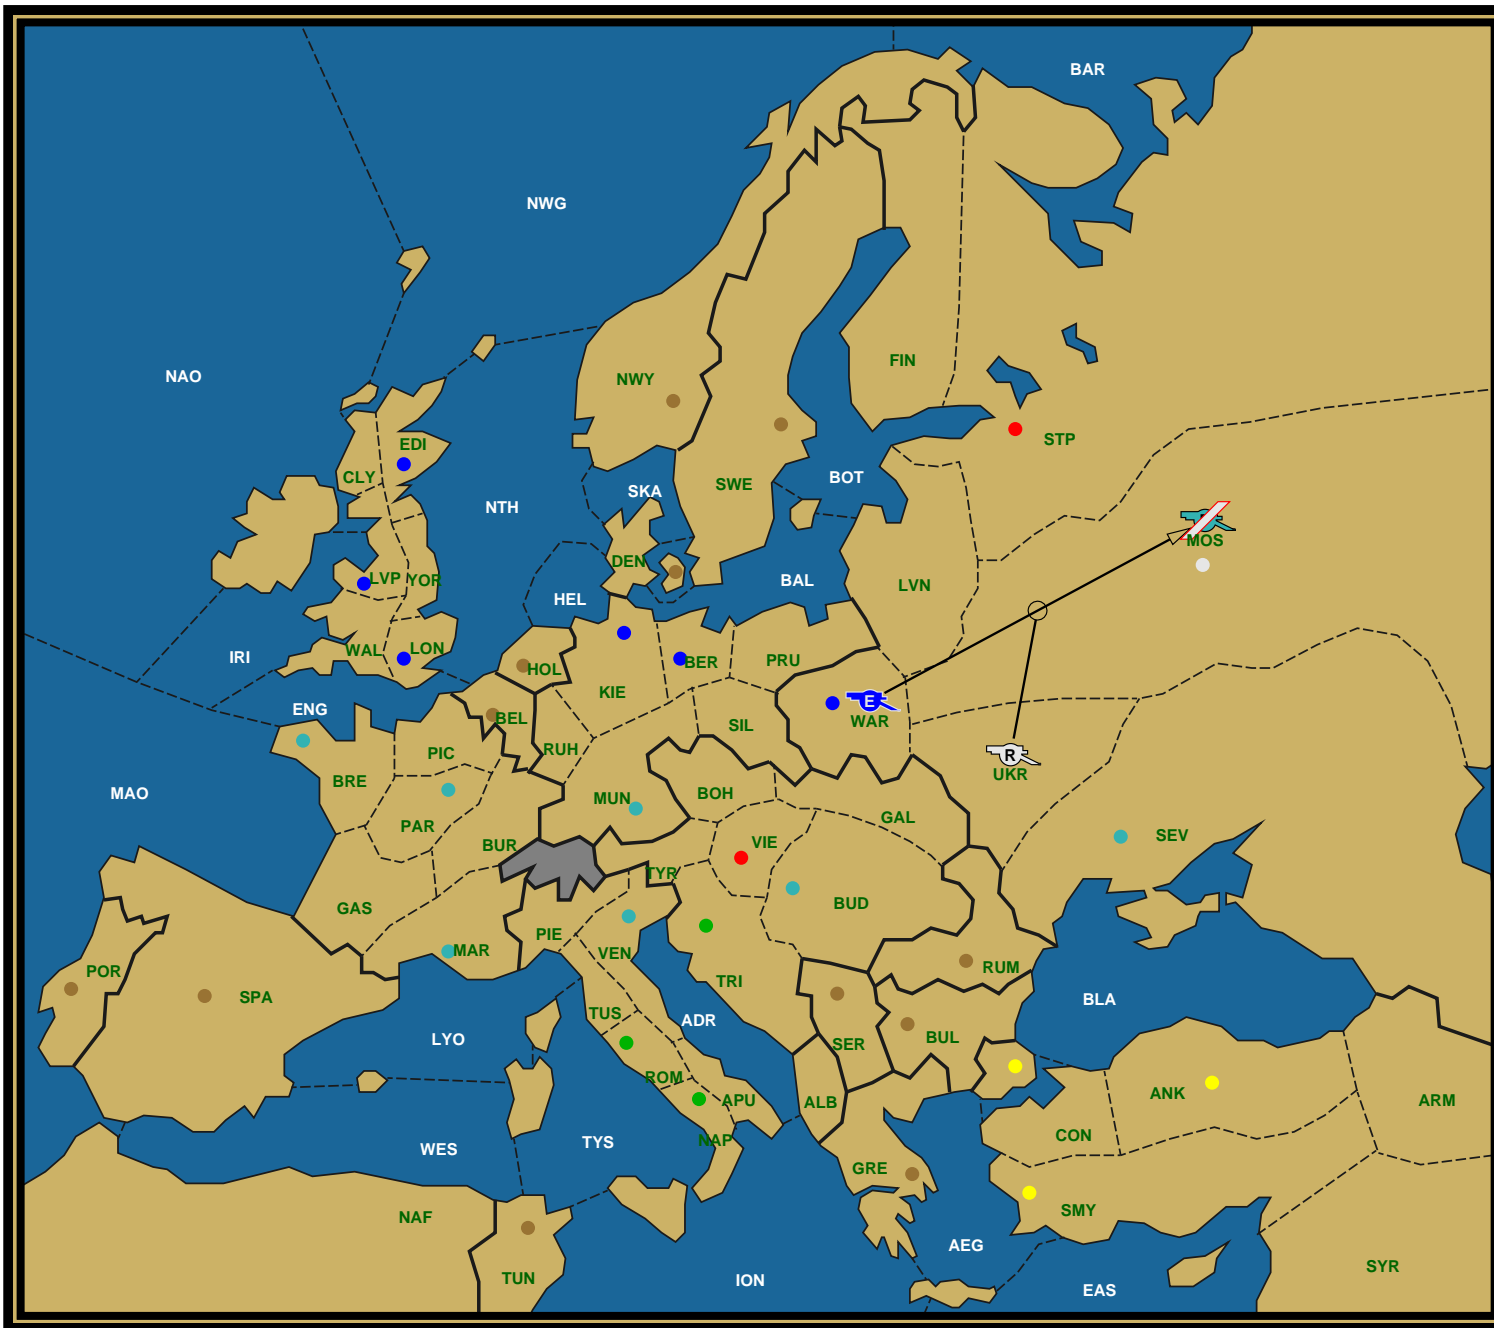 BAR
NWG
NAO
FIN
NWY
EDI
STP
CLY
BOT
SWE
SKA
NTH
MOS
DEN
BAL
LVP
YOR
LVN
HEL
WAL
LON
IRI
PRU
BER
HOL
KIE
E
ENG
BEL
WAR
SIL
RUH
PIC
R
UKR
BRE
MAO
BOH
MUN
GAL
PAR
SEV
VIE
BUR
TYR
BUD
GAS
PIE
MAR
VEN
RUM
POR
TRI
SPA
BLA
TUS
ADR
BUL
LYO
SER
ROM
ANK
APU
ALB
ARM
CON
NAP
TYS
WES
GRE
SMY
NAF
AEG
SYR
TUN
ION
EAS